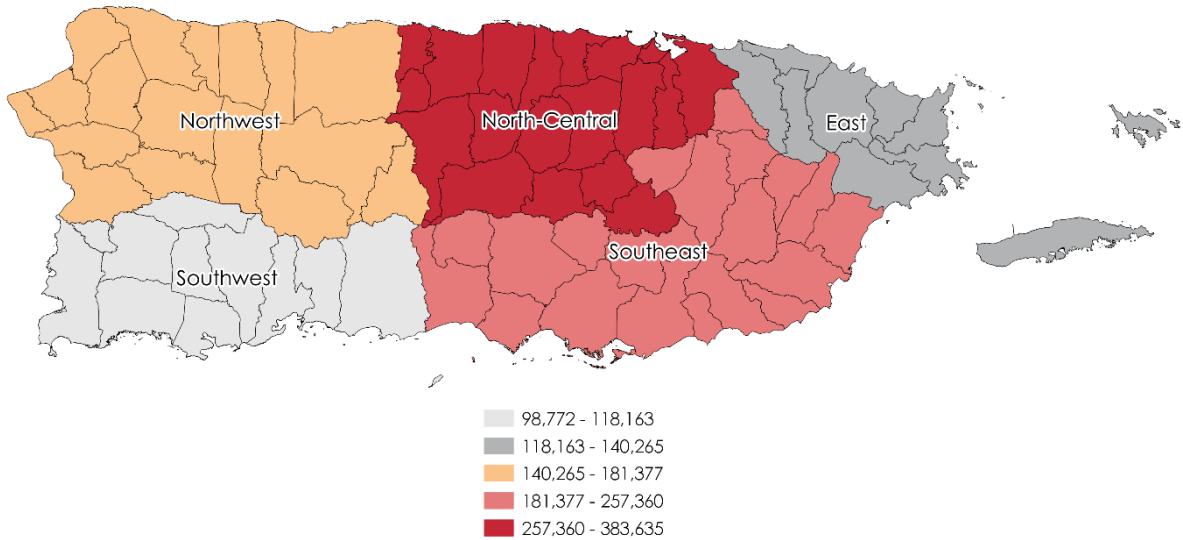 Northwest
North-Central
East
Southwest
Southeast
98,772 - 118,163
118,163 - 140,265
140,265 - 181,377
181,377 - 257,360
257,360 - 383,635